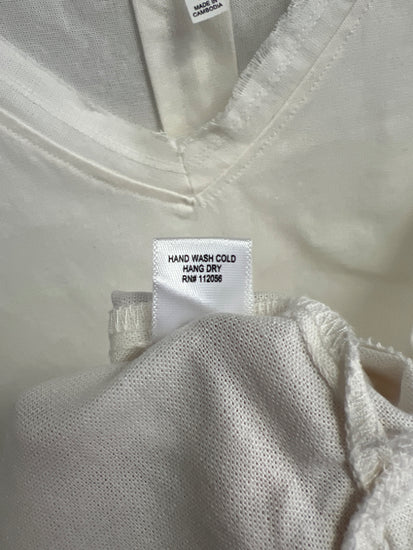 MADE IN
CAMBODIA
HAND WASH COLD
HANG DRY
RN# 112056